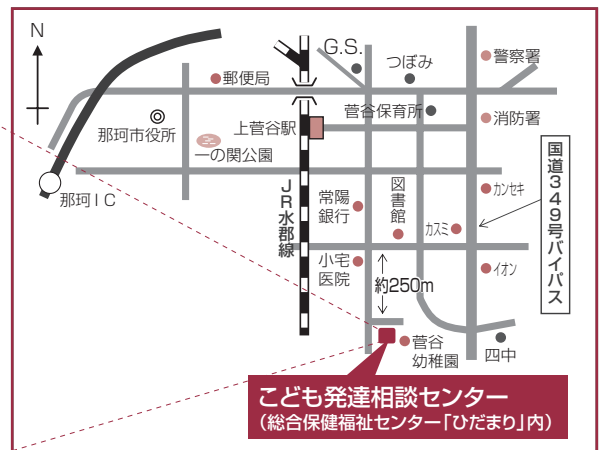 N
G.S.
つぼみ
警察署
郵便局
菅谷保育所
消防署
那珂市役所
上菅谷駅
一の関公園
国道349号バイパス
那珂IC
JR水郡線
常陽
銀行
図書館
カンセキ
カスミ
小宅
医院
約250m
イオン
菅谷
幼稚園
四中
こども発達相談センター
(総合保健福祉センター「ひだまり」内)